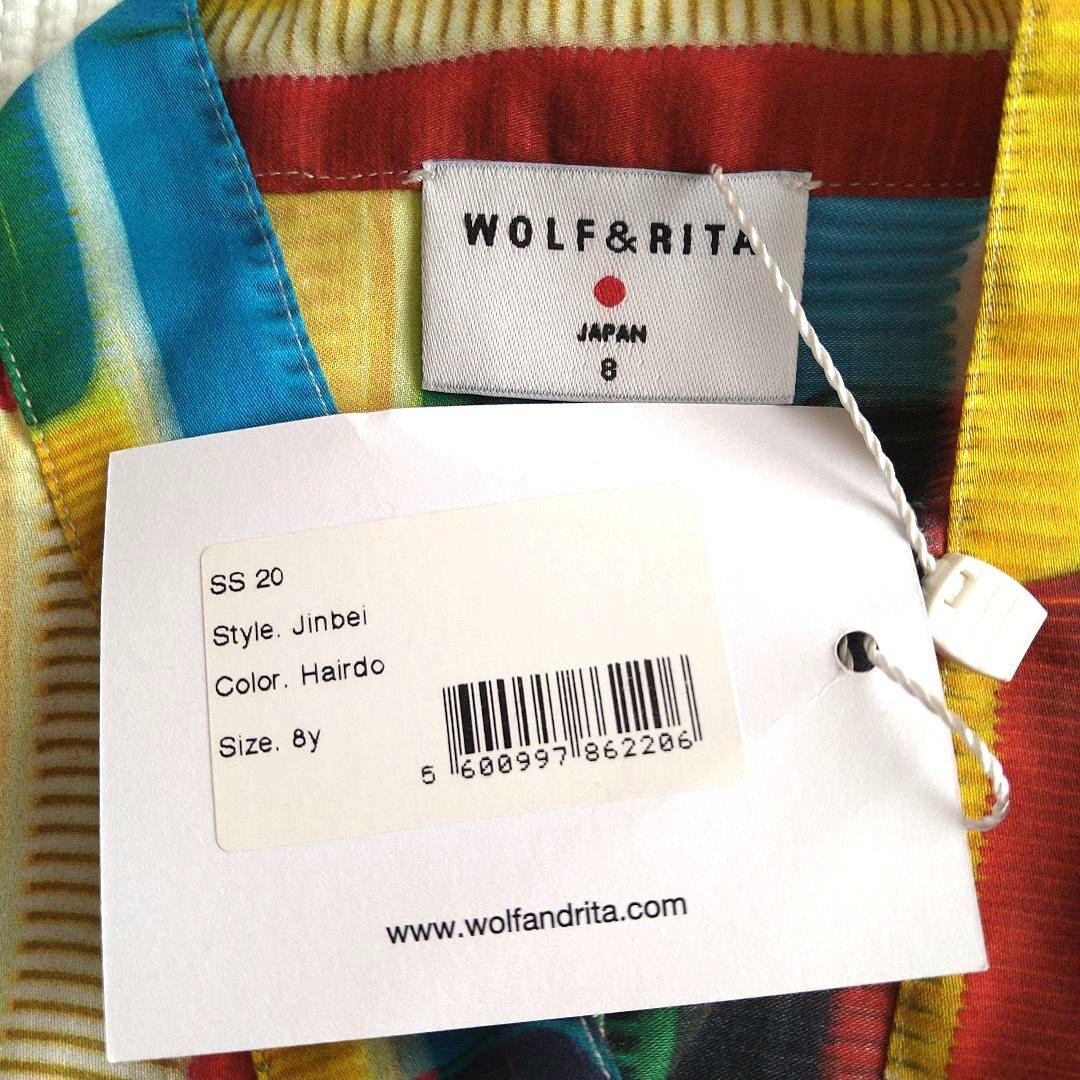 WOLF&RITA
JAPAN
8
SS 20
Style. Jinbei
Color. Hairdo
Size. 8y
5 600997 862206
www.wolfandrita.com